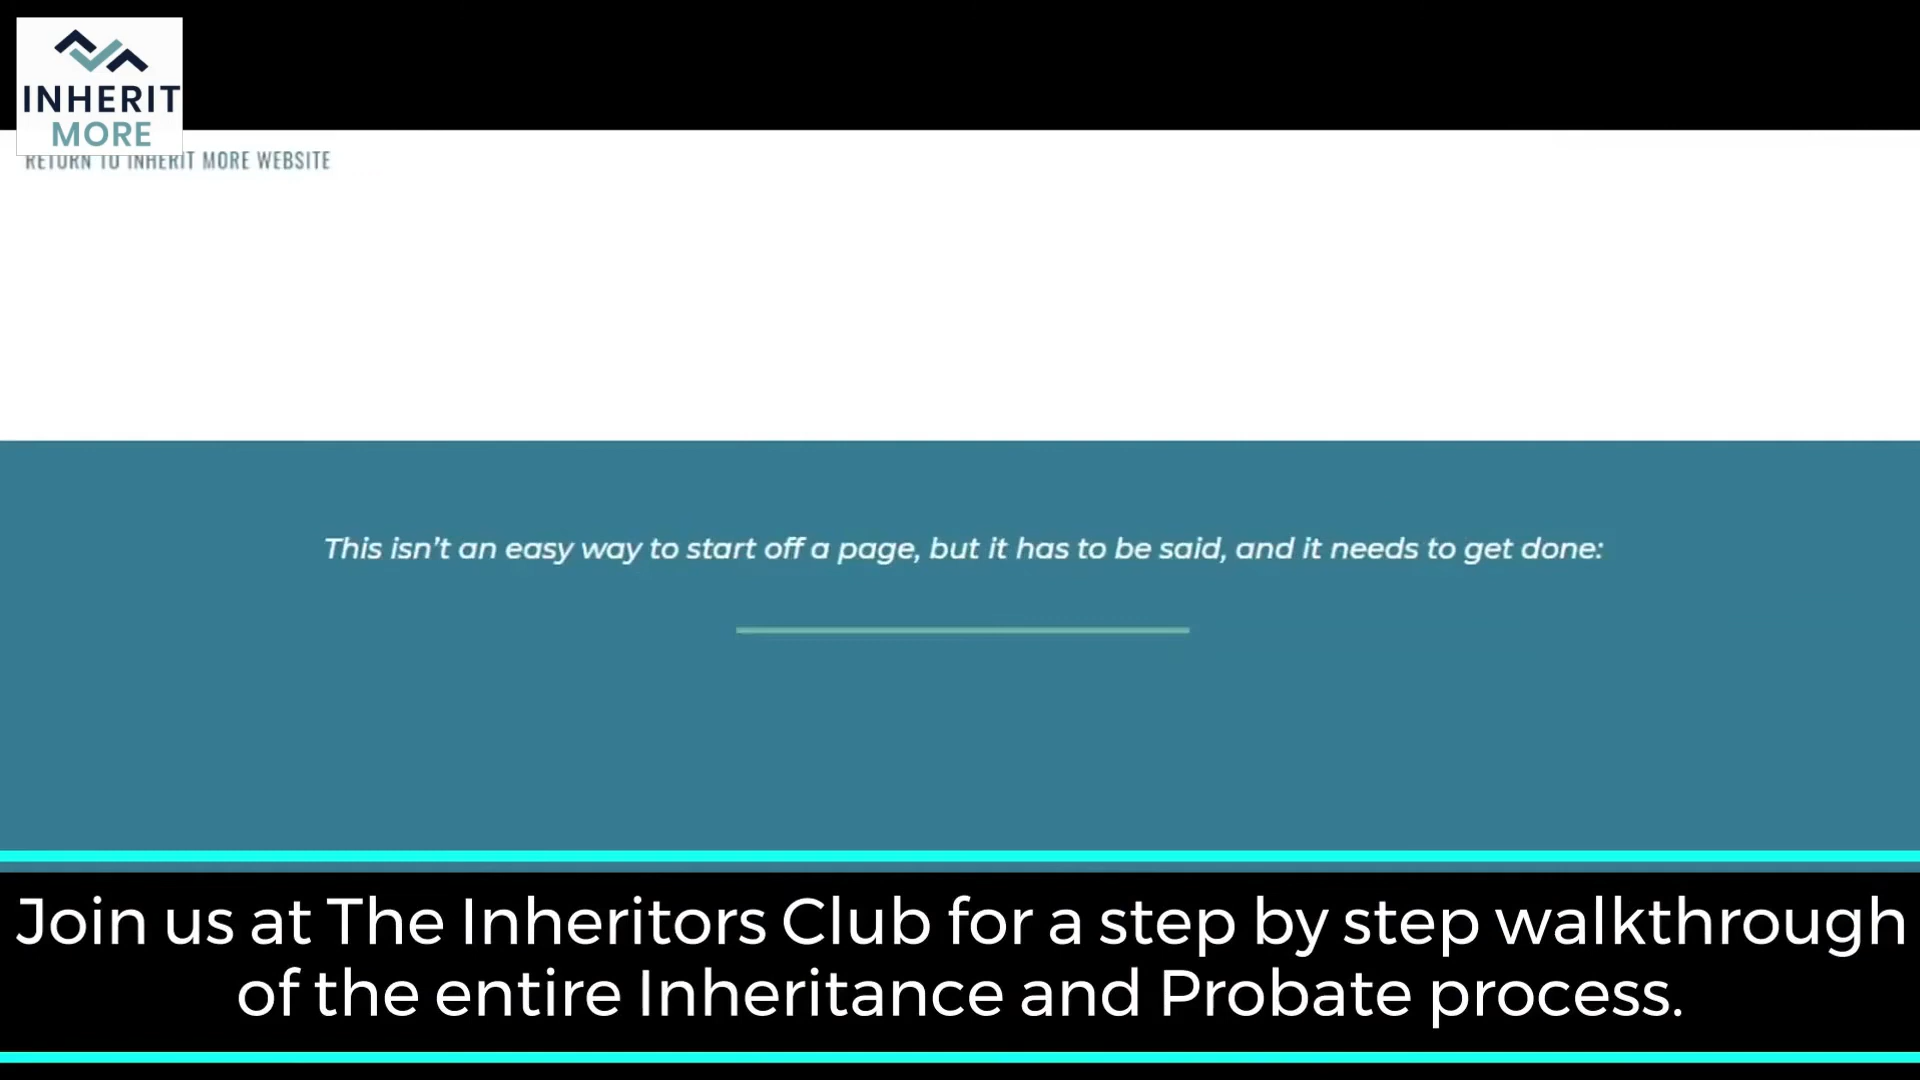 INHERIT
MORE
RETURN TO INHERIT MORE WEBSITE
This isn't an easy way to start off a page, but it has to be said, and it needs to get done:
Join us at The Inheritors Club for a step by step walkthrough
of the entire Inheritance and Probate process.